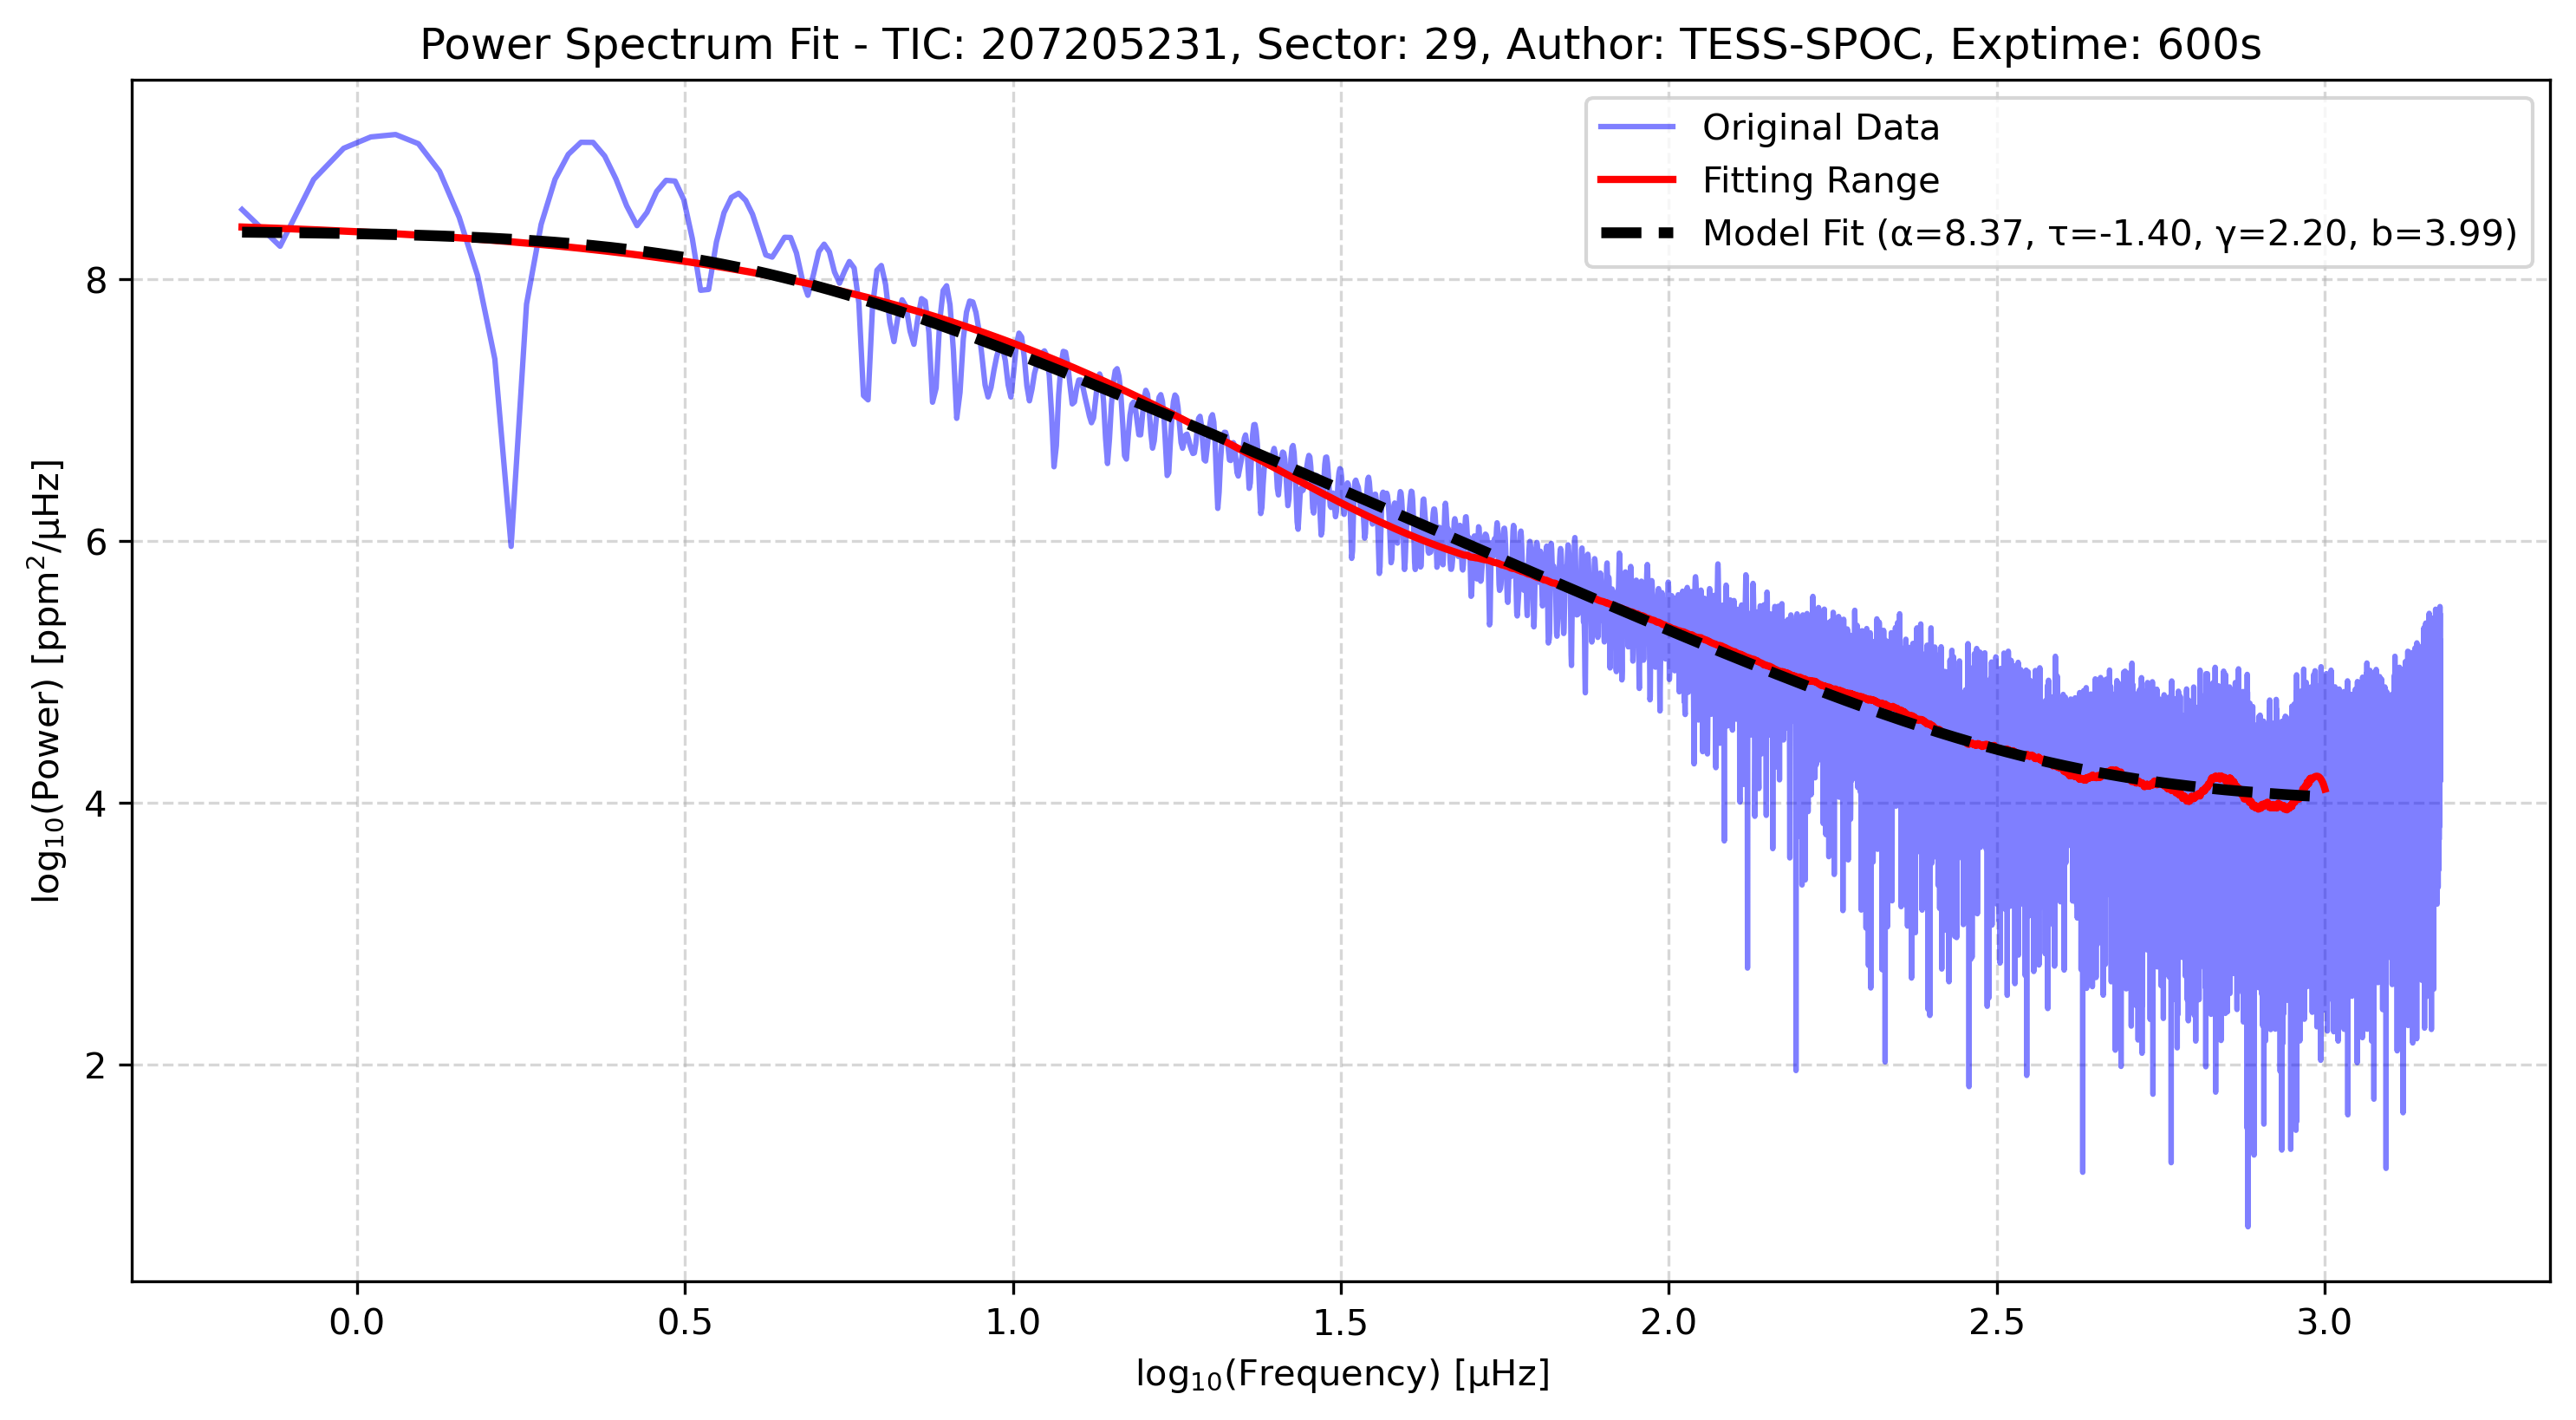 Power Spectrum Fit - TIC: 207205231, Sector: 29, Author: TESS-SPOC, Exptime: 600s
Original Data
Fitting Range
Model Fit (α=8.37, τ=-1.40, γ=2.20, b=3.99)
log₁₀(Power) [ppm²/μHz]
8
6
4
2
0.0 0.5 1.0 1.5 2.0 2.5 3.0
log₁₀(Frequency) [μHz]